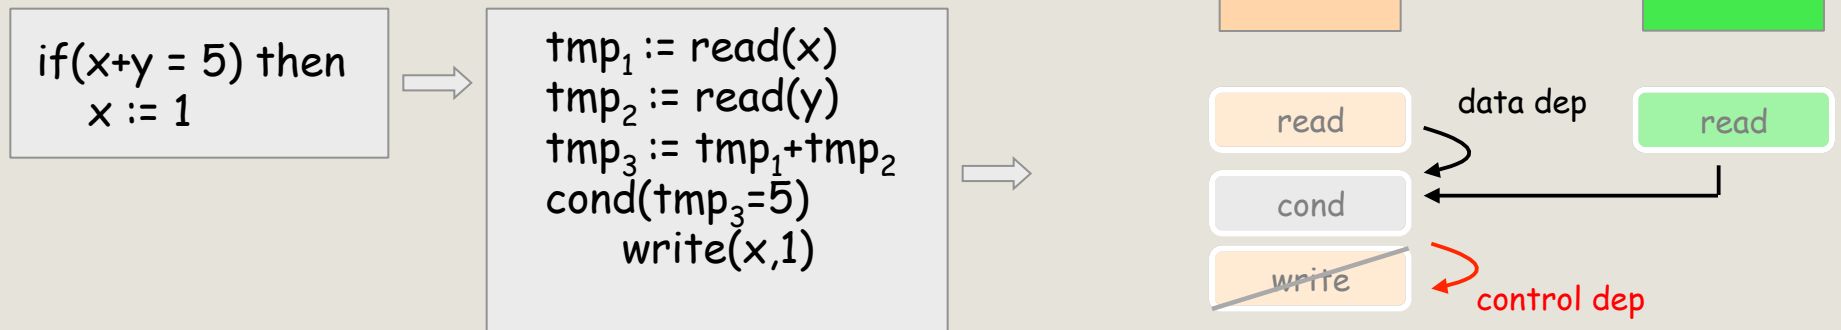 if(x+y = 5) then
x := 1
tmp₁ := read(x)
tmp₂ := read(y)
tmp₃ := tmp₁+tmp₂
cond(tmp₃=5)
write(x,1)
read
data dep
read
cond
write
control dep